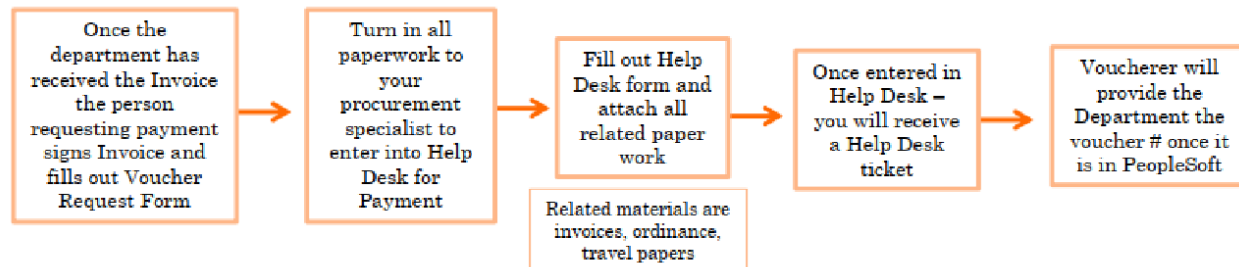 Once the
department has
received the Invoice
the person
requesting payment
signs Invoice and
fills out Voucher
Request Form
Turn in all
paperwork to
your
procurement
specialist to
enter into Help
Desk for
Payment
Fill out Help
Desk form and
attach all
related paper
work
Related materials are
invoices, ordinance,
travel papers
Once entered in
Help Desk –
you will receive
a Help Desk
ticket
Voucherer will
provide the
Department the
voucher # once it
is in PeopleSoft